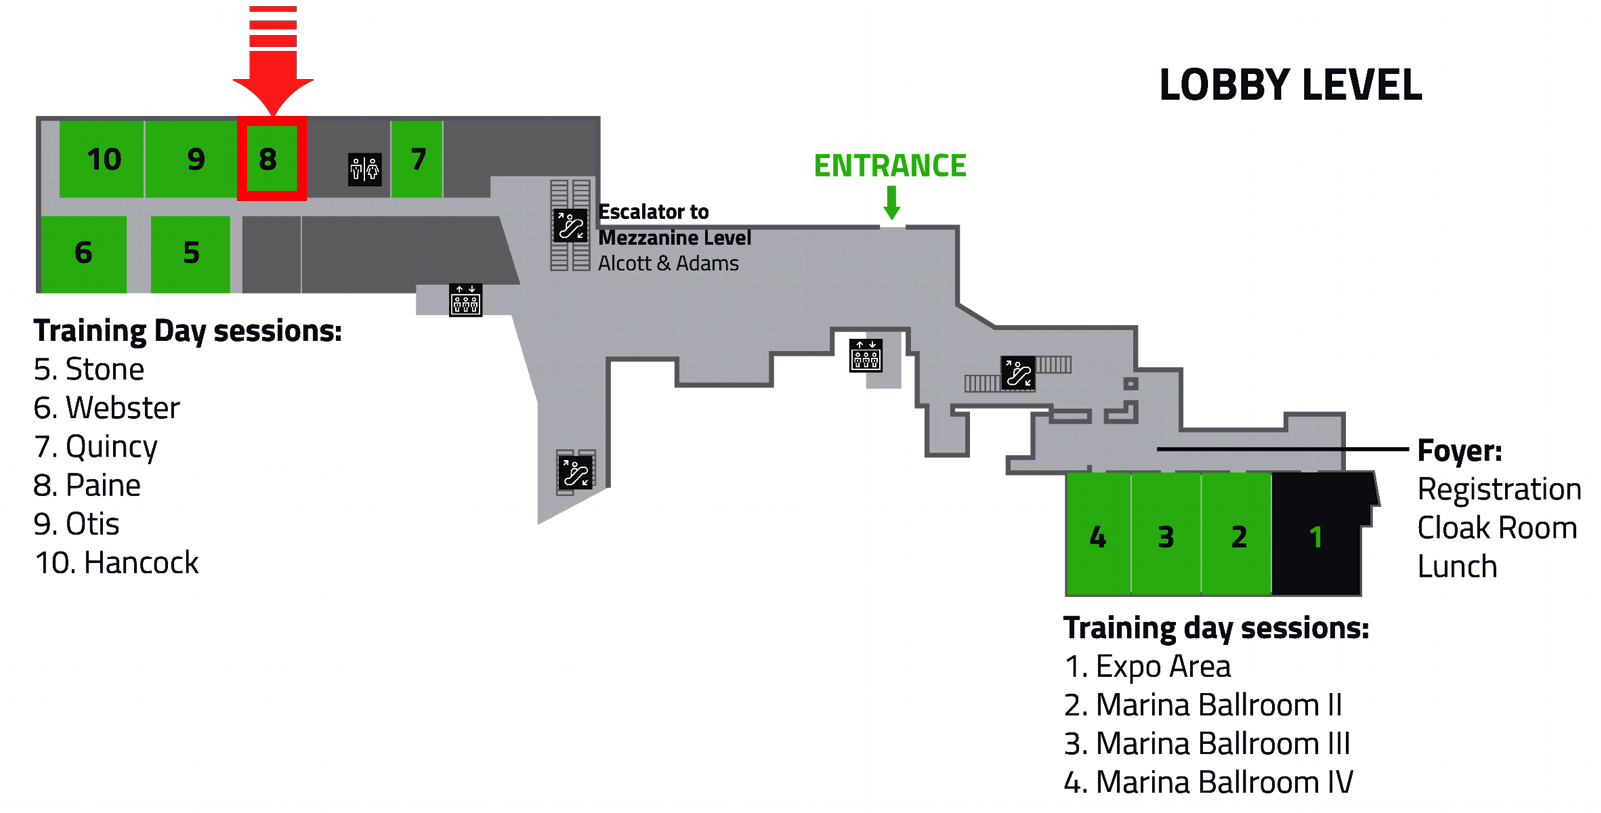 LOBBY LEVEL
ENTRANCE
10
9
8
7
6
5
Escalator to
Mezzanine Level
Alcott & Adams
Training Day sessions:
5. Stone
6. Webster
7. Quincy
8. Paine
9. Otis
10. Hancock
Foyer:
Registration
Cloak Room
Lunch
4
3
2
1
Training day sessions:
1. Expo Area
2. Marina Ballroom II
3. Marina Ballroom III
4. Marina Ballroom IV